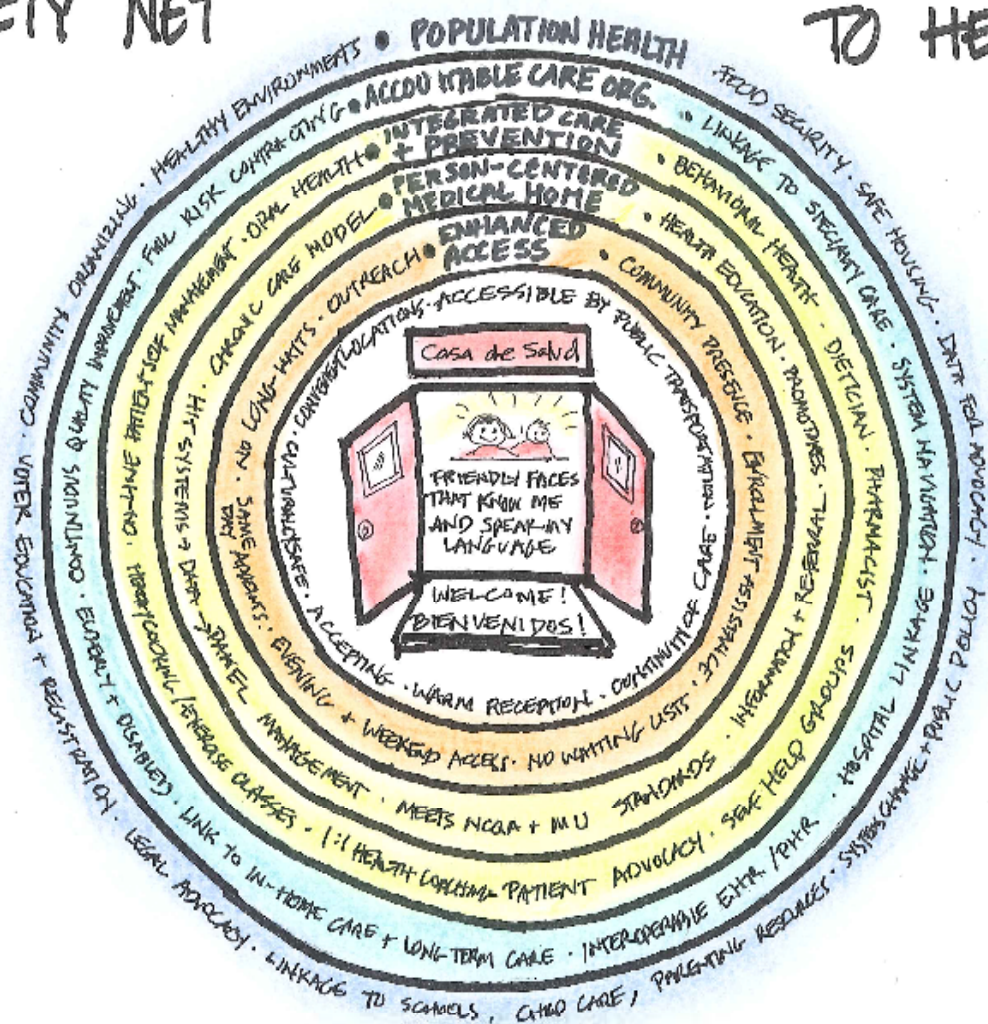 ETY NET
TO HE
• POPULATION HEALTH
• FOOD SECURITY • SAFE HOUSING • DATA FOR ADVOCACY • SYSTEMS CHANGE + PUBLIC POLICY • PARENTING RESOURCES • LINKAGE TO SCHOOLS, CHILD CARE, LEGAL ADVOCACY • VOTER EDUCATION + REGISTRATION • COMMUNITY ORGANIZING • HEALTHY ENVIRONMENTS
• ACCOUNTABLE CARE ORG.
• LINKAGE TO SPECIALTY CARE • SYSTEM NAVIGATION • HOSPITAL LINKAGE • INTEROPERABLE EHR / PHR • LINK TO IN-HOME CARE + LONG-TERM CARE • ELDERLY + DISABLED • CONTINUOUS QUALITY • FULL RISK CONTRACTING
• INTEGRATED CARE
+ PREVENTION
• BEHAVIORAL HEALTH • DIETICIAN • PHARMACIST • SELF HELP GROUPS • PATIENT ADVOCACY • 1:1 HEALTH COACHING • COOKING / EXERCISE CLASSES • ON-LINE PATIENT SELF MANAGEMENT • ORAL HEALTH
• PERSON-CENTERED
MEDICAL HOME
• HEALTH EDUCATION • PROMOTORES • INFORMATION + REFERRAL • MEETS NCQA + MU STANDARDS • HIT SYSTEMS + DATA → PANEL MANAGEMENT • CHRONIC CARE MODEL
• ENHANCED
ACCESS
• COMMUNITY PRESENCE • ENROLLMENT ASSISTANCE • NO WAITING LISTS • EVENING + WEEKEND ACCESS • SAME DAY APPOINTS. • NO LONG WAITS • OUTREACH
ACCESSIBLE BY PUBLIC TRANSPORTATION • CONTINUITY OF CARE • WARM RECEPTION • ACCEPTING • SAFE • CONVENIENT LOCATIONS
Casa de Salud
FRIENDLY FACES
THAT KNOW ME
AND SPEAK MY
LANGUAGE
WELCOME!
BIENVENIDOS!